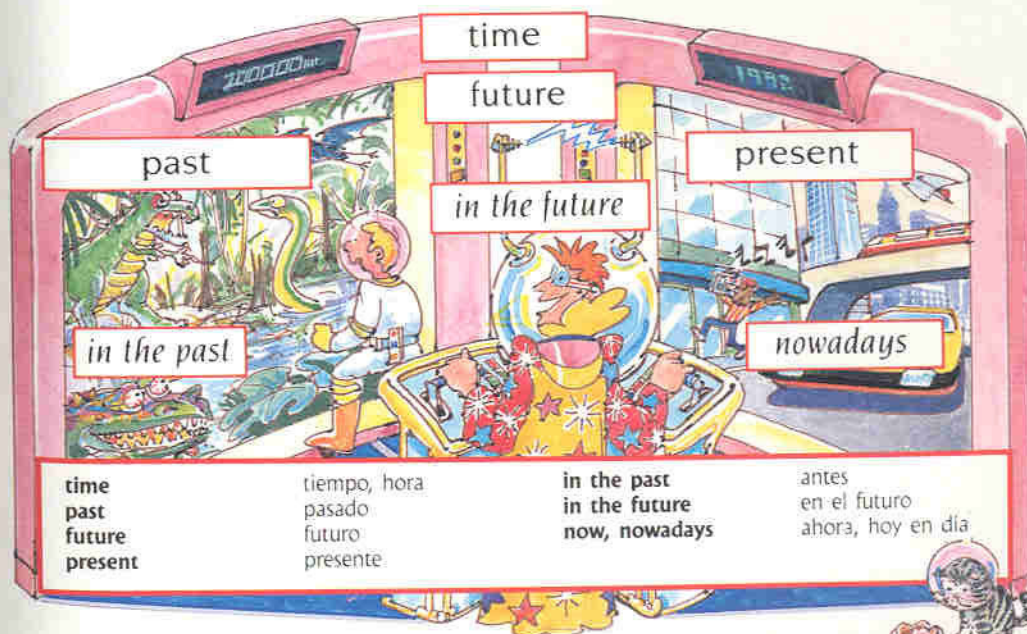 time
1982
future
past
present
in the future
in the past
nowadays
time tiempo, hora in the past antes
past pasado in the future en el futuro
future futuro now, nowadays ahora, hoy en día
present presente